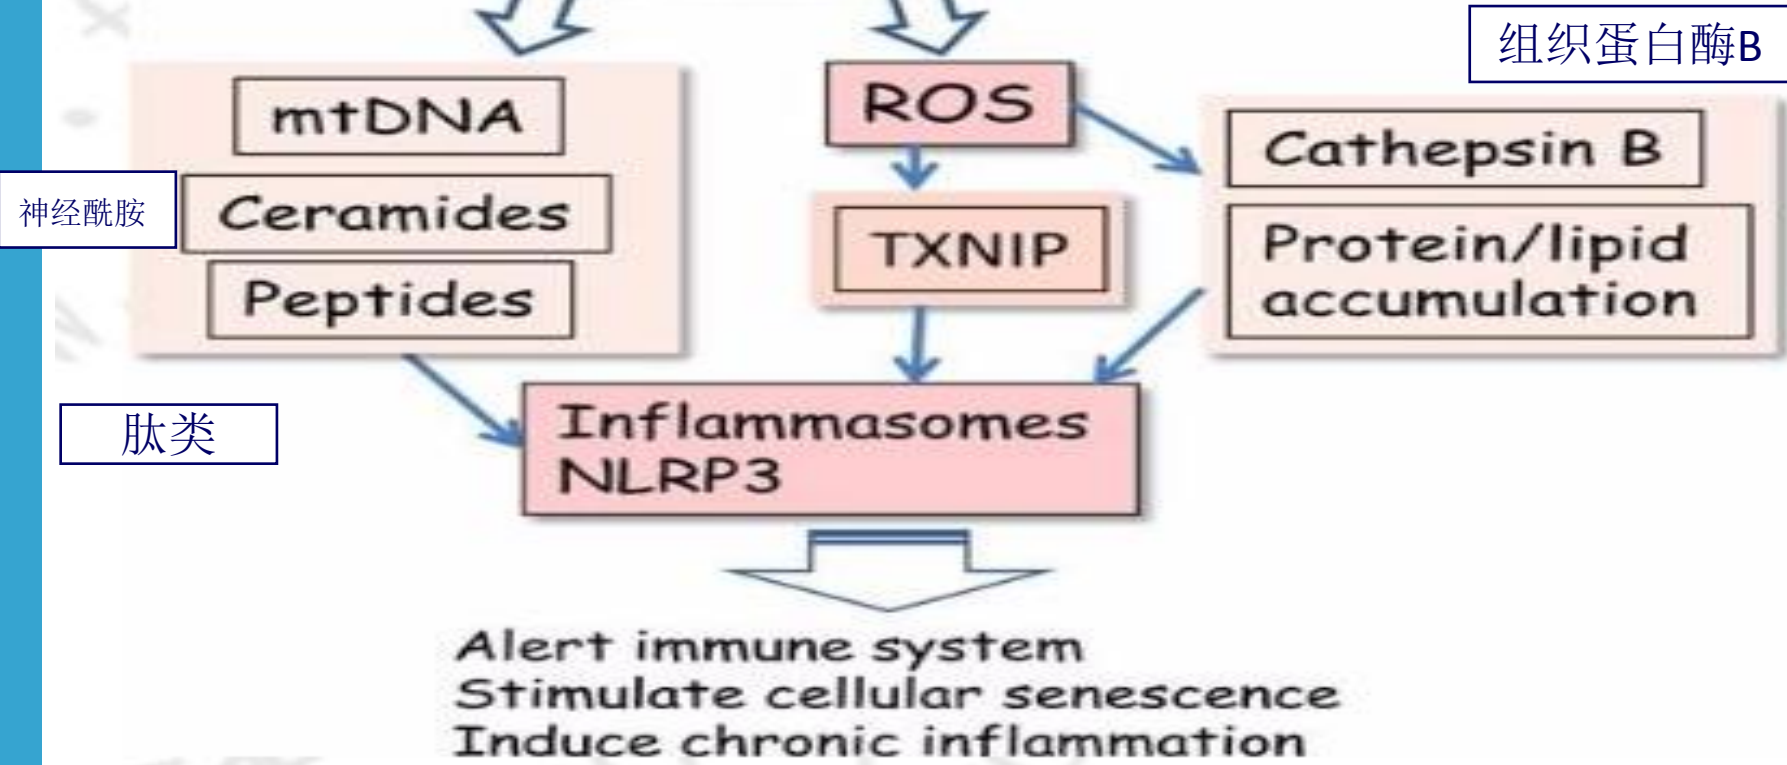 组织蛋白酶B
mtDNA
ROS
Cathepsin B
神经酰胺
Ceramides
TXNIP
Protein/lipid
accumulation
Peptides
肽类
Inflammasomes
NLRP3
Alert immune system
Stimulate cellular senescence
Induce chronic inflammation